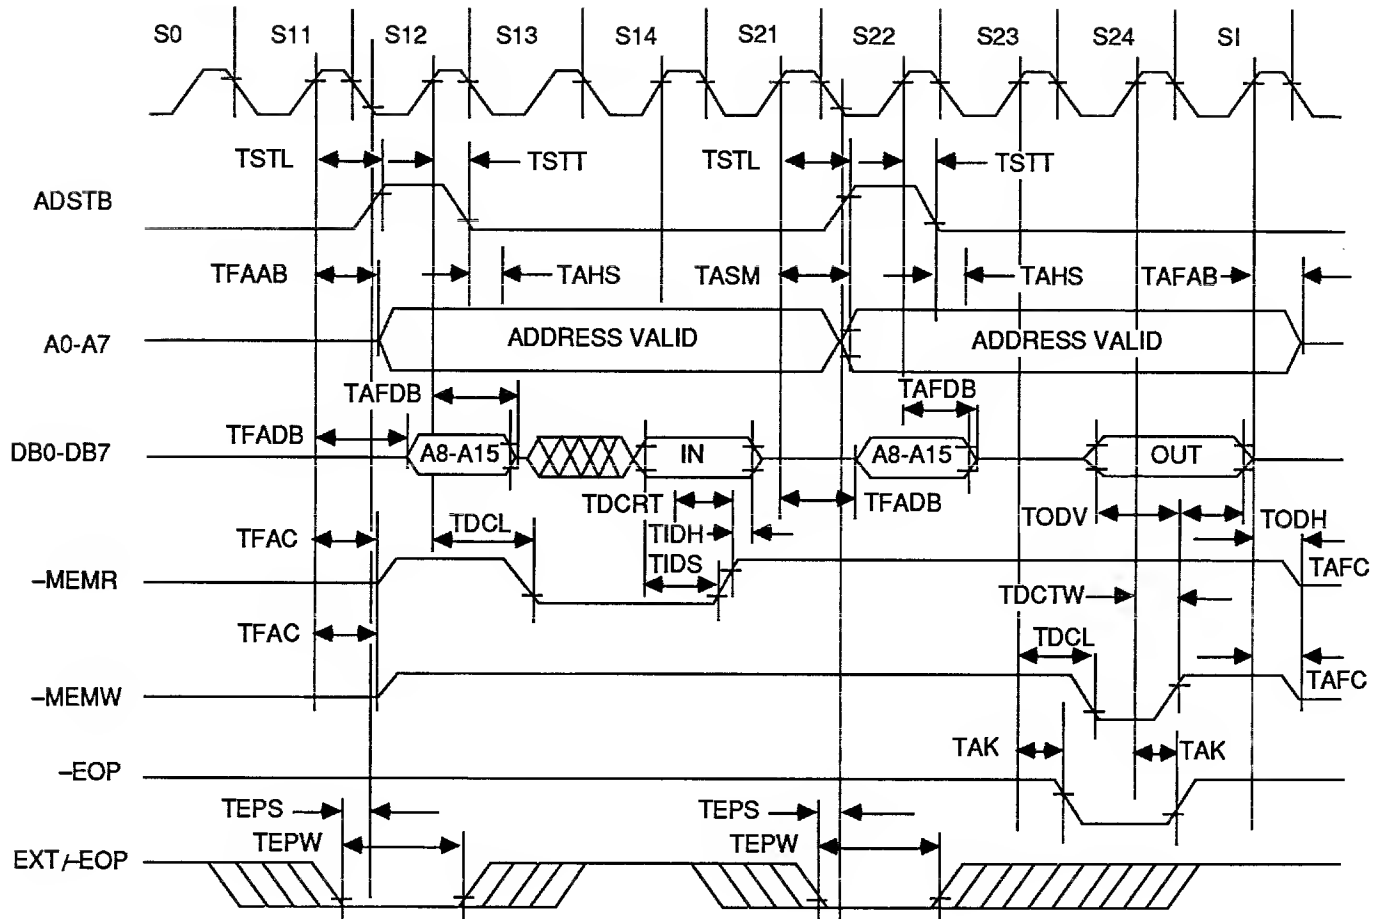 S0 S11 S12 S13 S14 S21 S22 S23 S24 SI
TSTL TSTT TSTL TSTT
ADSTB
TFAAB TAHS TASM TAHS TAFAB
A0-A7 ADDRESS VALID ADDRESS VALID
TAFDB TAFDB
TFADB
DB0-DB7 A8-A15 IN A8-A15 OUT
TDCRT TFADB
TDCL TODV TODH
TFAC TIDH
–MEMR TIDS TAFC
TDCTW
TFAC TDCL
–MEMW TAFC
TAK TAK
–EOP
TEPS TEPS
TEPW TEPW
EXT/–EOP